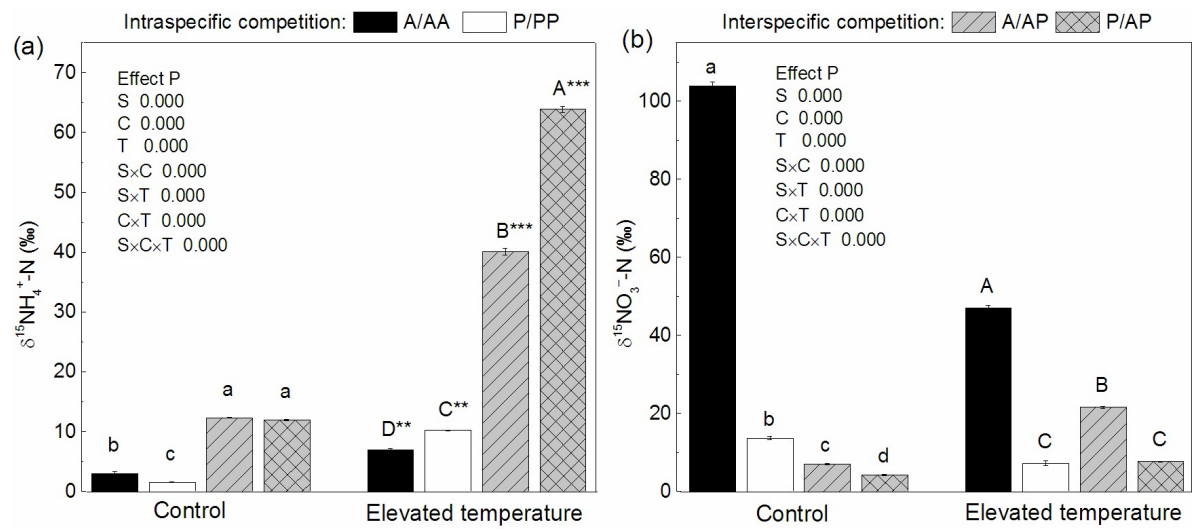 Intraspecific competition: A/AA P/PP
Interspecific competition: A/AP P/AP
(a)
δ¹⁵NH₄⁺-N (‰)
70
60
50
40
30
20
10
0
Effect P
S 0.000
C 0.000
T 0.000
S×C 0.000
S×T 0.000
C×T 0.000
S×C×T 0.000
b
c
a
a
D**
C**
B***
A***
Control
Elevated temperature
(b)
δ¹⁵NO₃⁻-N (‰)
100
80
60
40
20
0
Effect P
S 0.000
C 0.000
T 0.000
S×C 0.000
S×T 0.000
C×T 0.000
S×C×T 0.000
a
b
c
d
A
C
B
C
Control
Elevated temperature